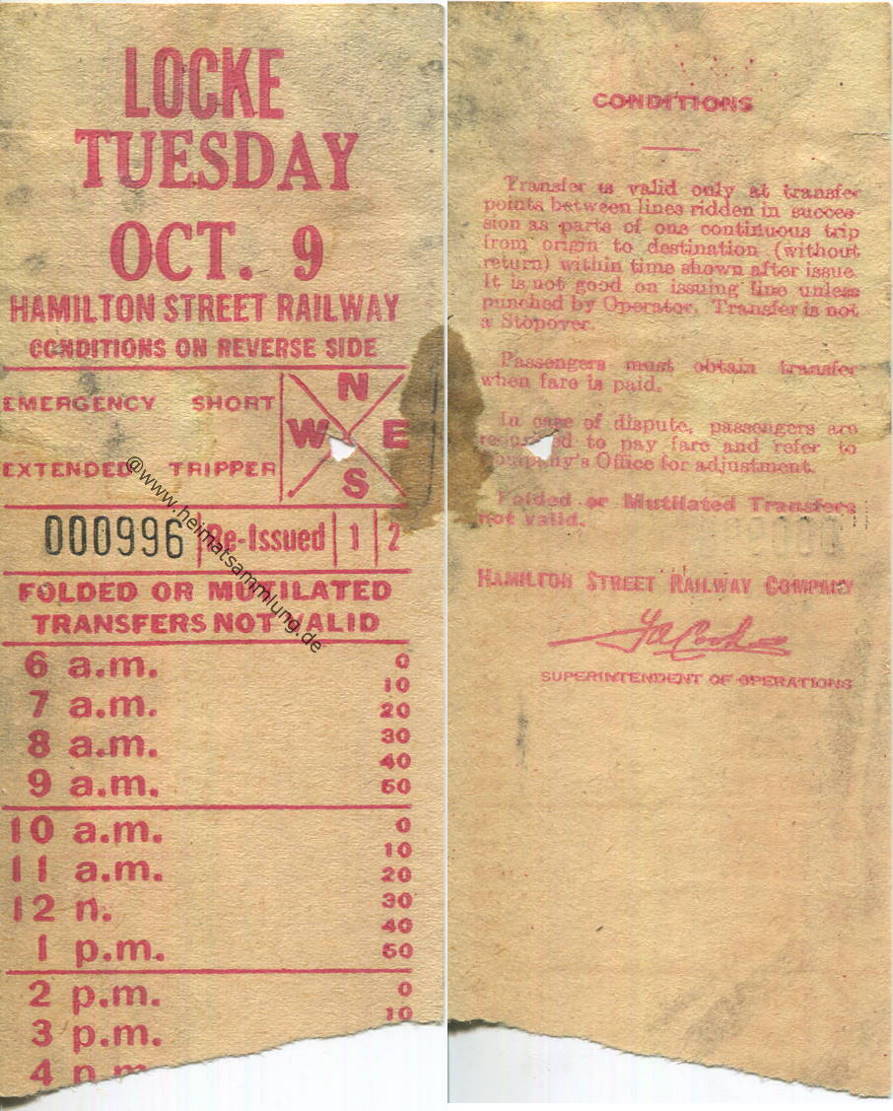 LOCKE
TUESDAY
OCT. 9
HAMILTON STREET RAILWAY
CONDITIONS ON REVERSE SIDE
EMERGENCY SHORT
EXTENDED TRIPPER
N
W E
S
000996 Re-Issued 1 2
FOLDED OR MUTILATED
TRANSFERS NOT VALID
6 a.m. 0
10
7 a.m. 20
8 a.m. 30
40
9 a.m. 50
10 a.m. 0
10
11 a.m. 20
12 n. 30
40
1 p.m. 50
2 p.m. 0
10
3 p.m.
4 p.m.
@www.heimatsammlung.de
CONDITIONS
Transfer is valid only at transfer
points between lines ridden in succes-
sion as parts of one continuous trip
from origin to destination (without
return) within time shown after issue.
It is not good on issuing line unless
punched by Operator. Transfer is not
a Stopover.
Passengers must obtain transfer
when fare is paid.
In case of dispute, passengers are
requested to pay fare and refer to
Company's Office for adjustment.
Folded or Mutilated Transfers
not valid.
HAMILTON STREET RAILWAY COMPANY
SUPERINTENDENT OF OPERATIONS